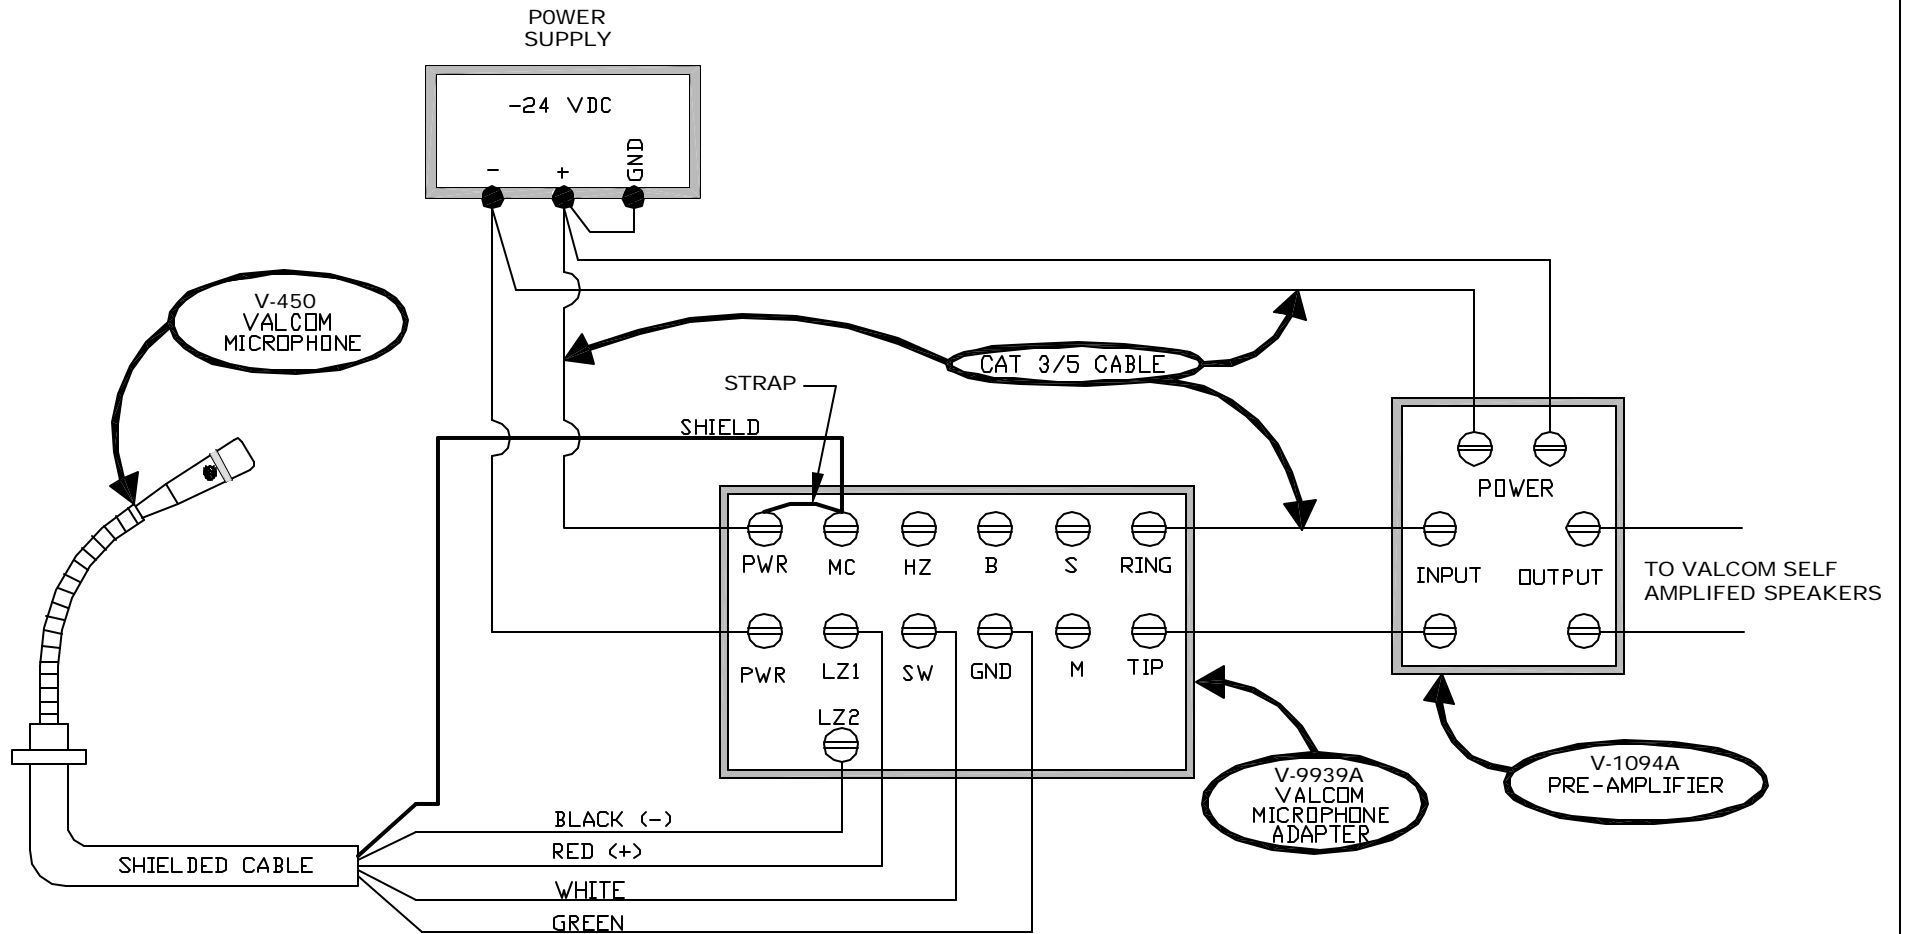 POWER
SUPPLY
-24 VDC
- + GND
V-450
VALCOM
MICROPHONE
CAT 3/5 CABLE
STRAP
SHIELD
POWER
PWR MC HZ B S RING
INPUT OUTPUT
TO VALCOM SELF
AMPLIFED SPEAKERS
PWR LZ1 SW GND M TIP
LZ2
V-9939A
VALCOM
MICROPHONE
ADAPTER
V-1094A
PRE-AMPLIFIER
BLACK (-)
RED (+)
SHIELDED CABLE
WHITE
GREEN